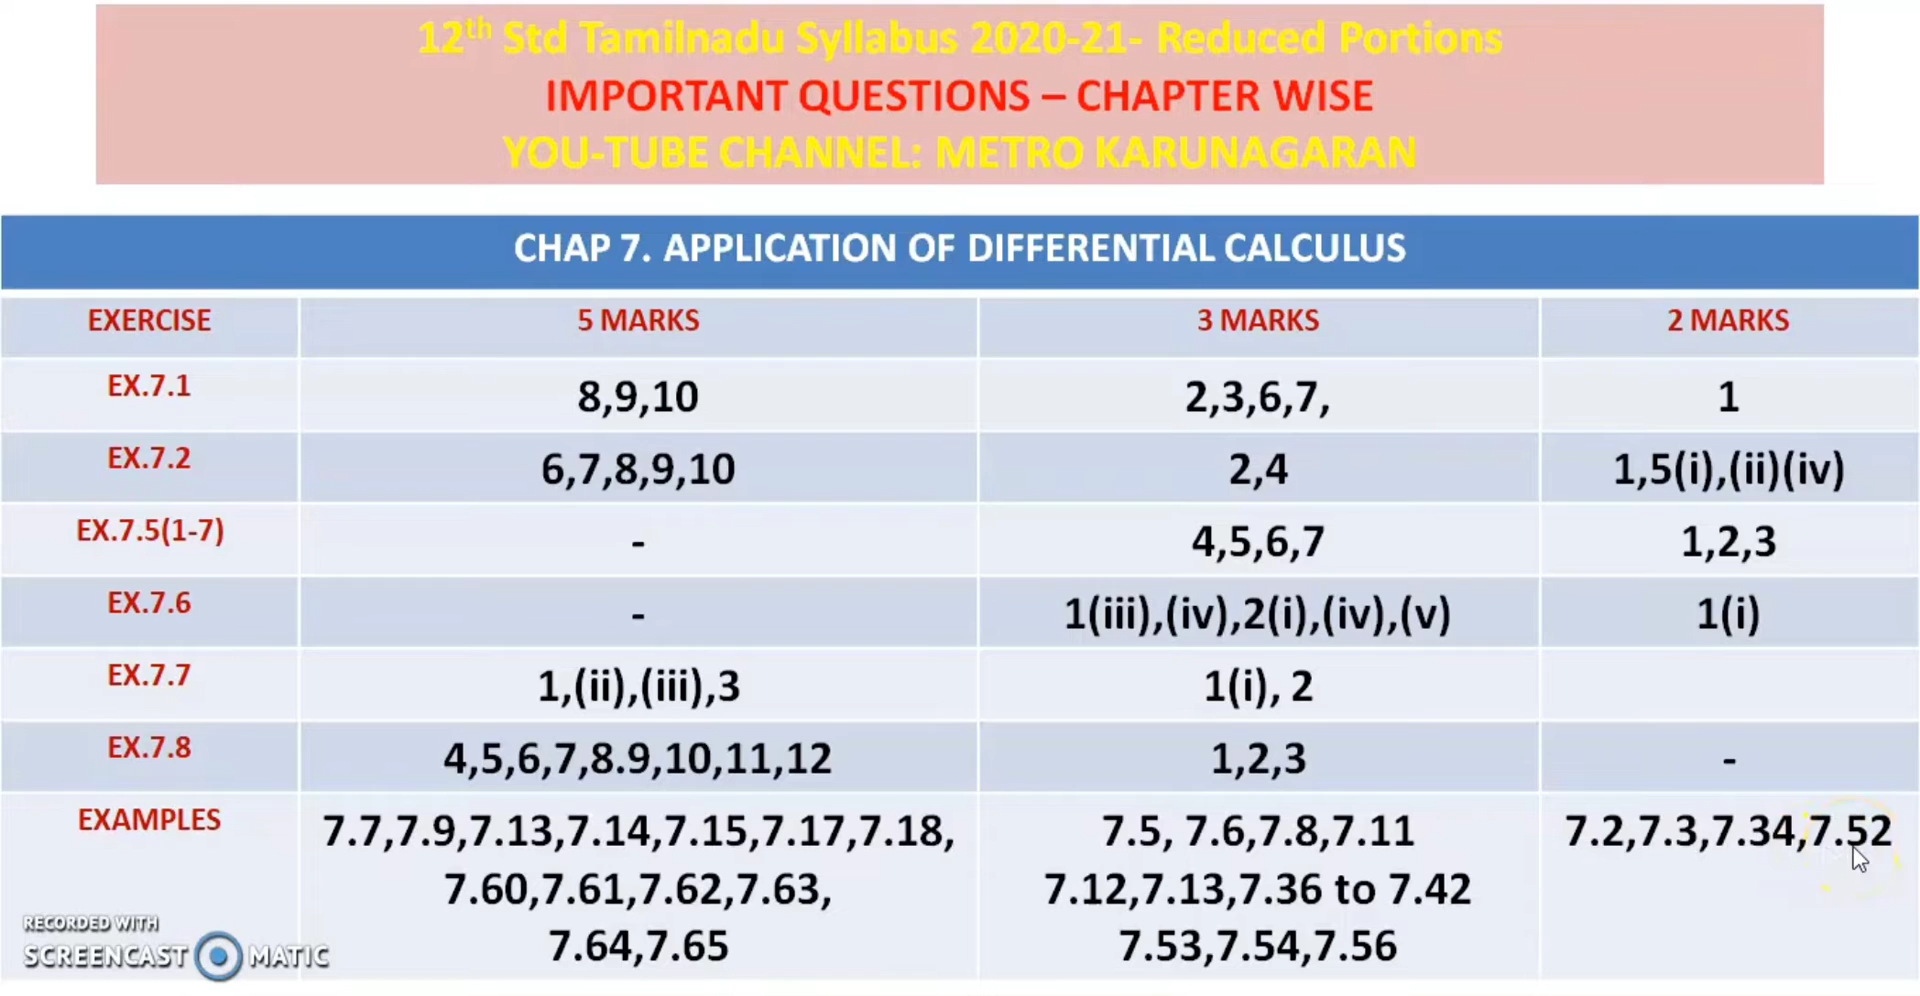 12th Std Tamilnadu Syllabus 2020-21- Reduced Portions
IMPORTANT QUESTIONS – CHAPTER WISE
YOU-TUBE CHANNEL: METRO KARUNAGARAN
CHAP 7. APPLICATION OF DIFFERENTIAL CALCULUS
EXERCISE 5 MARKS 3 MARKS 2 MARKS
EX.7.1 8,9,10 2,3,6,7, 1
EX.7.2 6,7,8,9,10 2,4 1,5(i),(ii)(iv)
EX.7.5(1-7) - 4,5,6,7 1,2,3
EX.7.6 - 1(iii),(iv),2(i),(iv),(v) 1(i)
EX.7.7 1,(ii),(iii),3 1(i), 2
EX.7.8 4,5,6,7,8.9,10,11,12 1,2,3 -
EXAMPLES 7.7,7.9,7.13,7.14,7.15,7.17,7.18, 7.5, 7.6,7.8,7.11 7.2,7.3,7.34,7.52
7.60,7.61,7.62,7.63, 7.12,7.13,7.36 to 7.42
7.64,7.65 7.53,7.54,7.56
RECORDED WITH
SCREENCAST MATIC